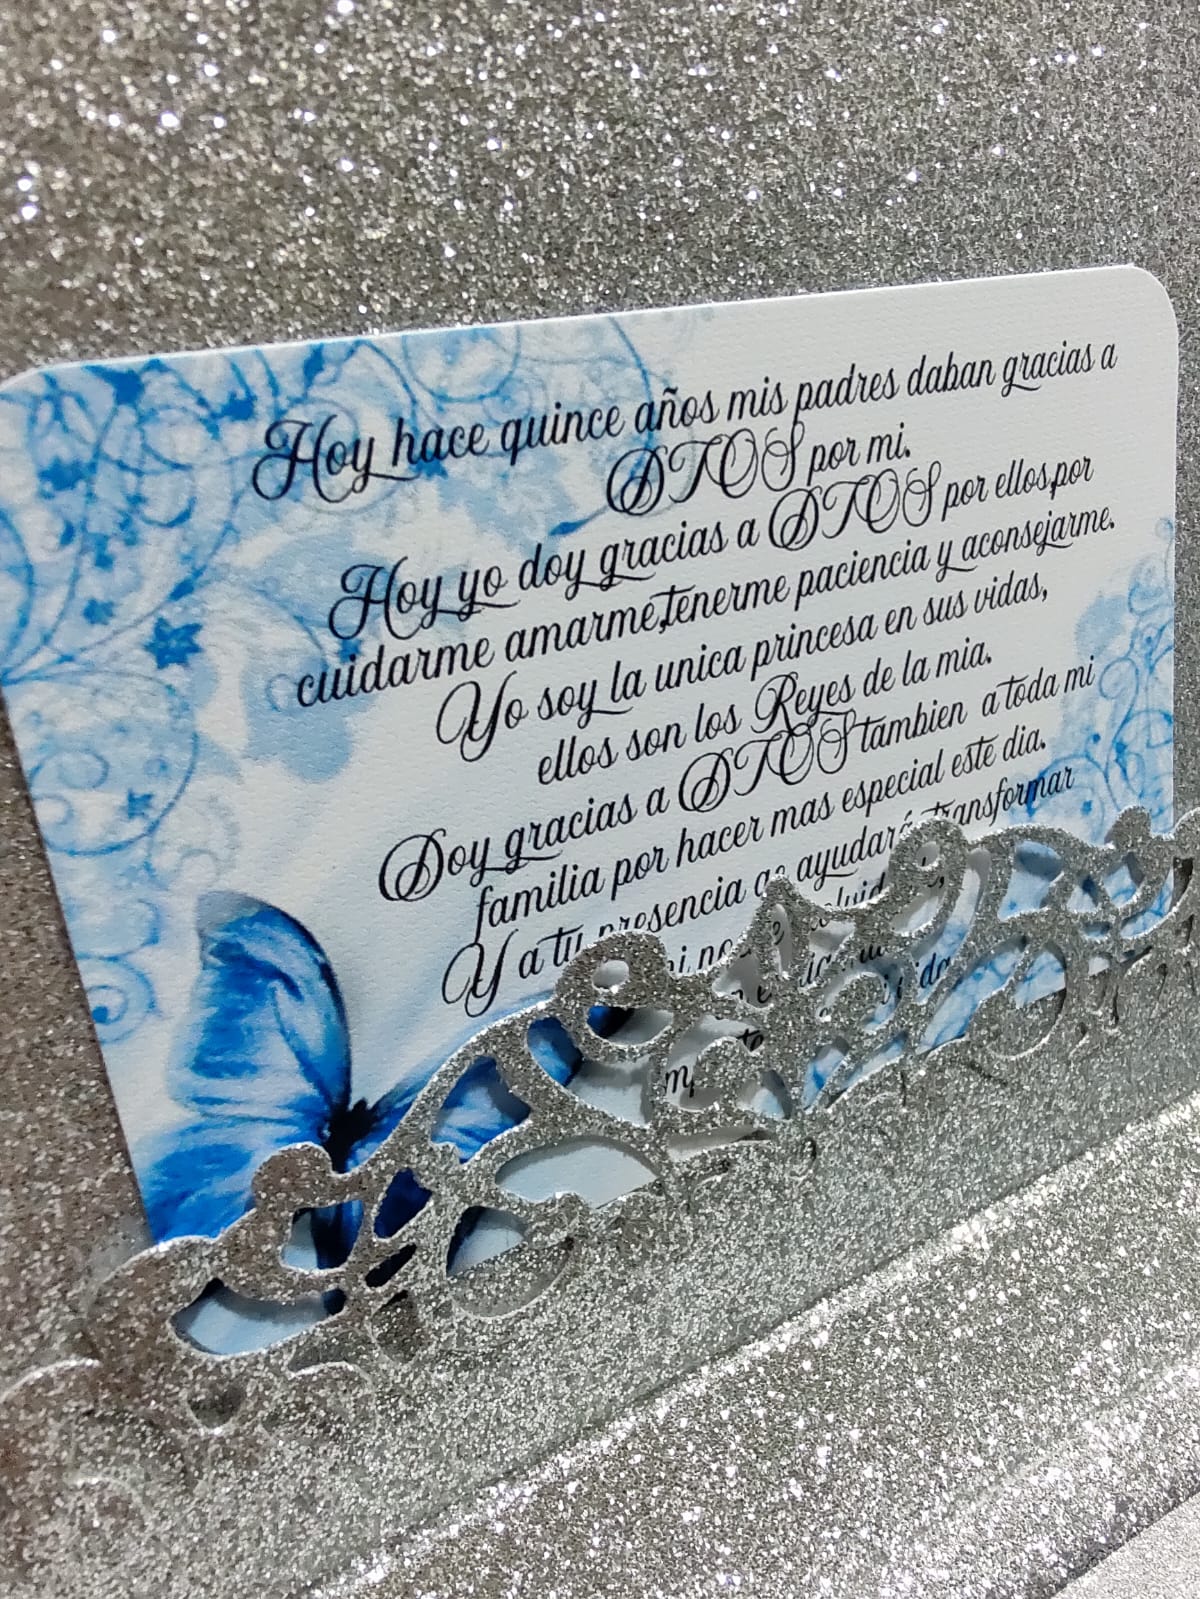 Hoy hace quince años mis padres daban gracias a
DIOS por mi.
Hoy yo doy gracias a DIOS por ellos,por
cuidarme amarme,tenerme paciencia y aconsejarme.
Yo soy la unica princesa en sus vidas,
ellos son los Reyes de la mia.
Doy gracias a DIOS tambien a toda mi
familia por hacer mas especial este dia.
Y a tu presencia ayudará transformar